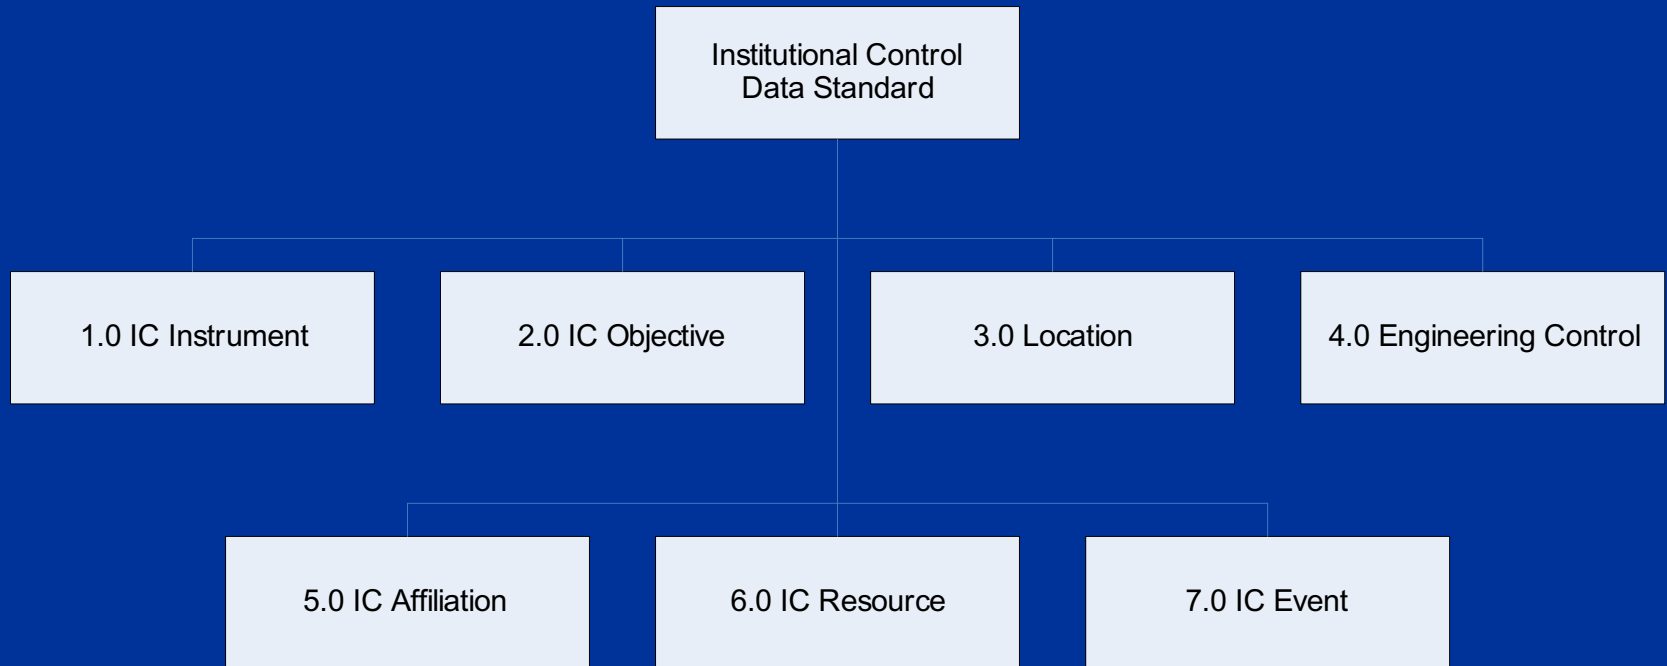 Institutional Control
Data Standard
1.0 IC Instrument
2.0 IC Objective
3.0 Location
4.0 Engineering Control
5.0 IC Affiliation
6.0 IC Resource
7.0 IC Event